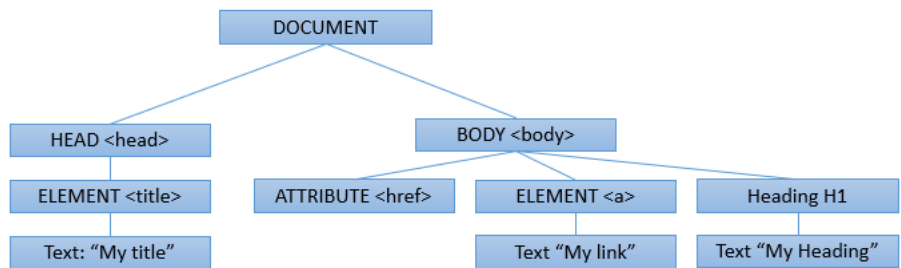 DOCUMENT
HEAD <head>
BODY <body>
ELEMENT <title>
ATTRIBUTE <href>
ELEMENT <a>
Heading H1
Text: “My title”
Text “My link”
Text “My Heading”